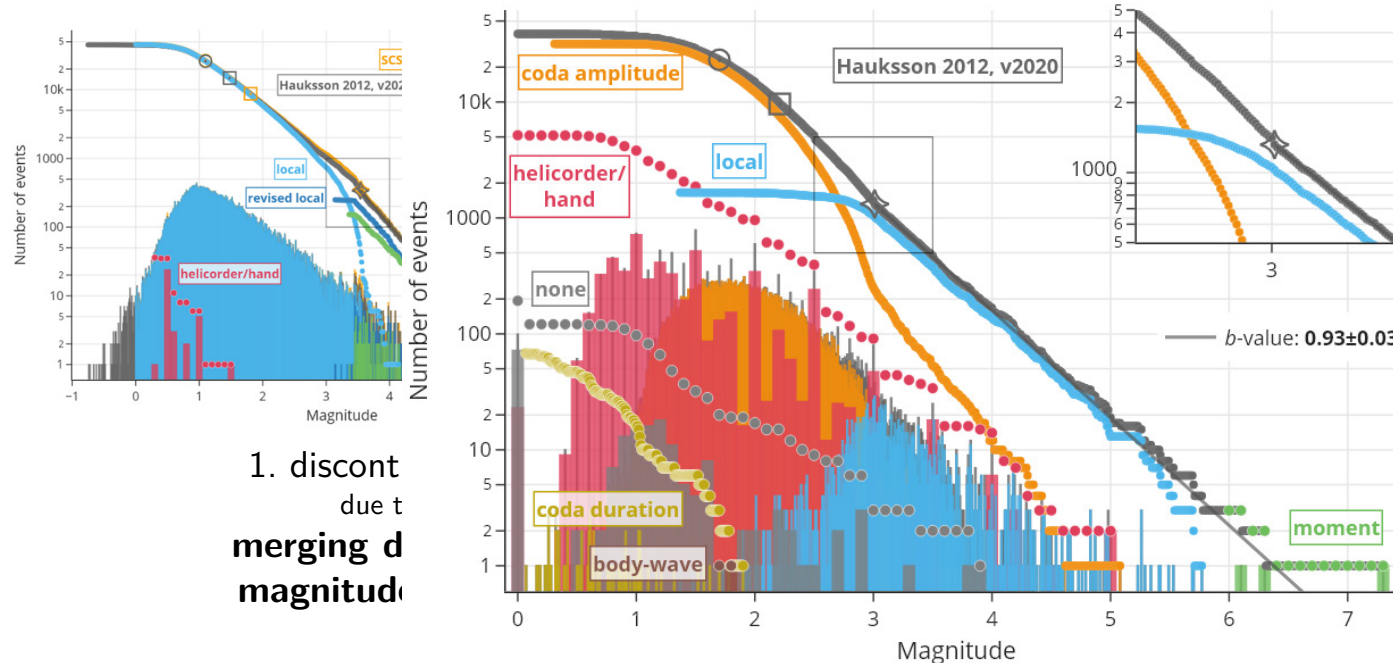 5
2
10k
5
2
1000
5
2
100
5
2
10
5
2
1
−1
0
1
2
3
4
Number of events
Magnitude
scs
Hauksson 2012, v202
local
revised local
helicorder/hand
1. discont
due t
merging d
magnitud
5
2
10k
5
2
1000
5
2
100
5
2
10
5
2
1
0
1
2
3
4
5
6
7
Number of events
Magnitude
coda amplitude
Hauksson 2012, v2020
helicorder/
hand
local
none
coda duration
body-wave
moment
5
4
3
2
1000
9
8
7
6
5
3
b-value: 0.93±0.03